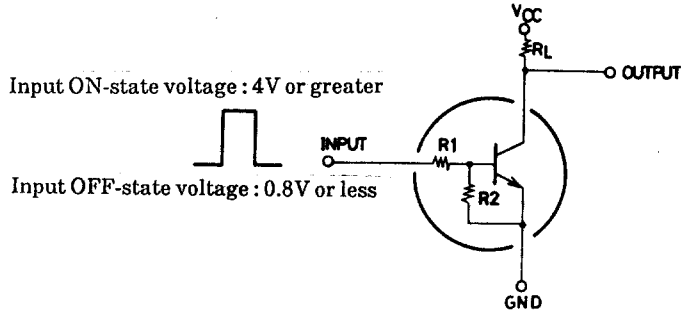 VCC
RL
OUTPUT
Input ON-state voltage : 4V or greater
INPUT
R1
Input OFF-state voltage : 0.8V or less
R2
GND